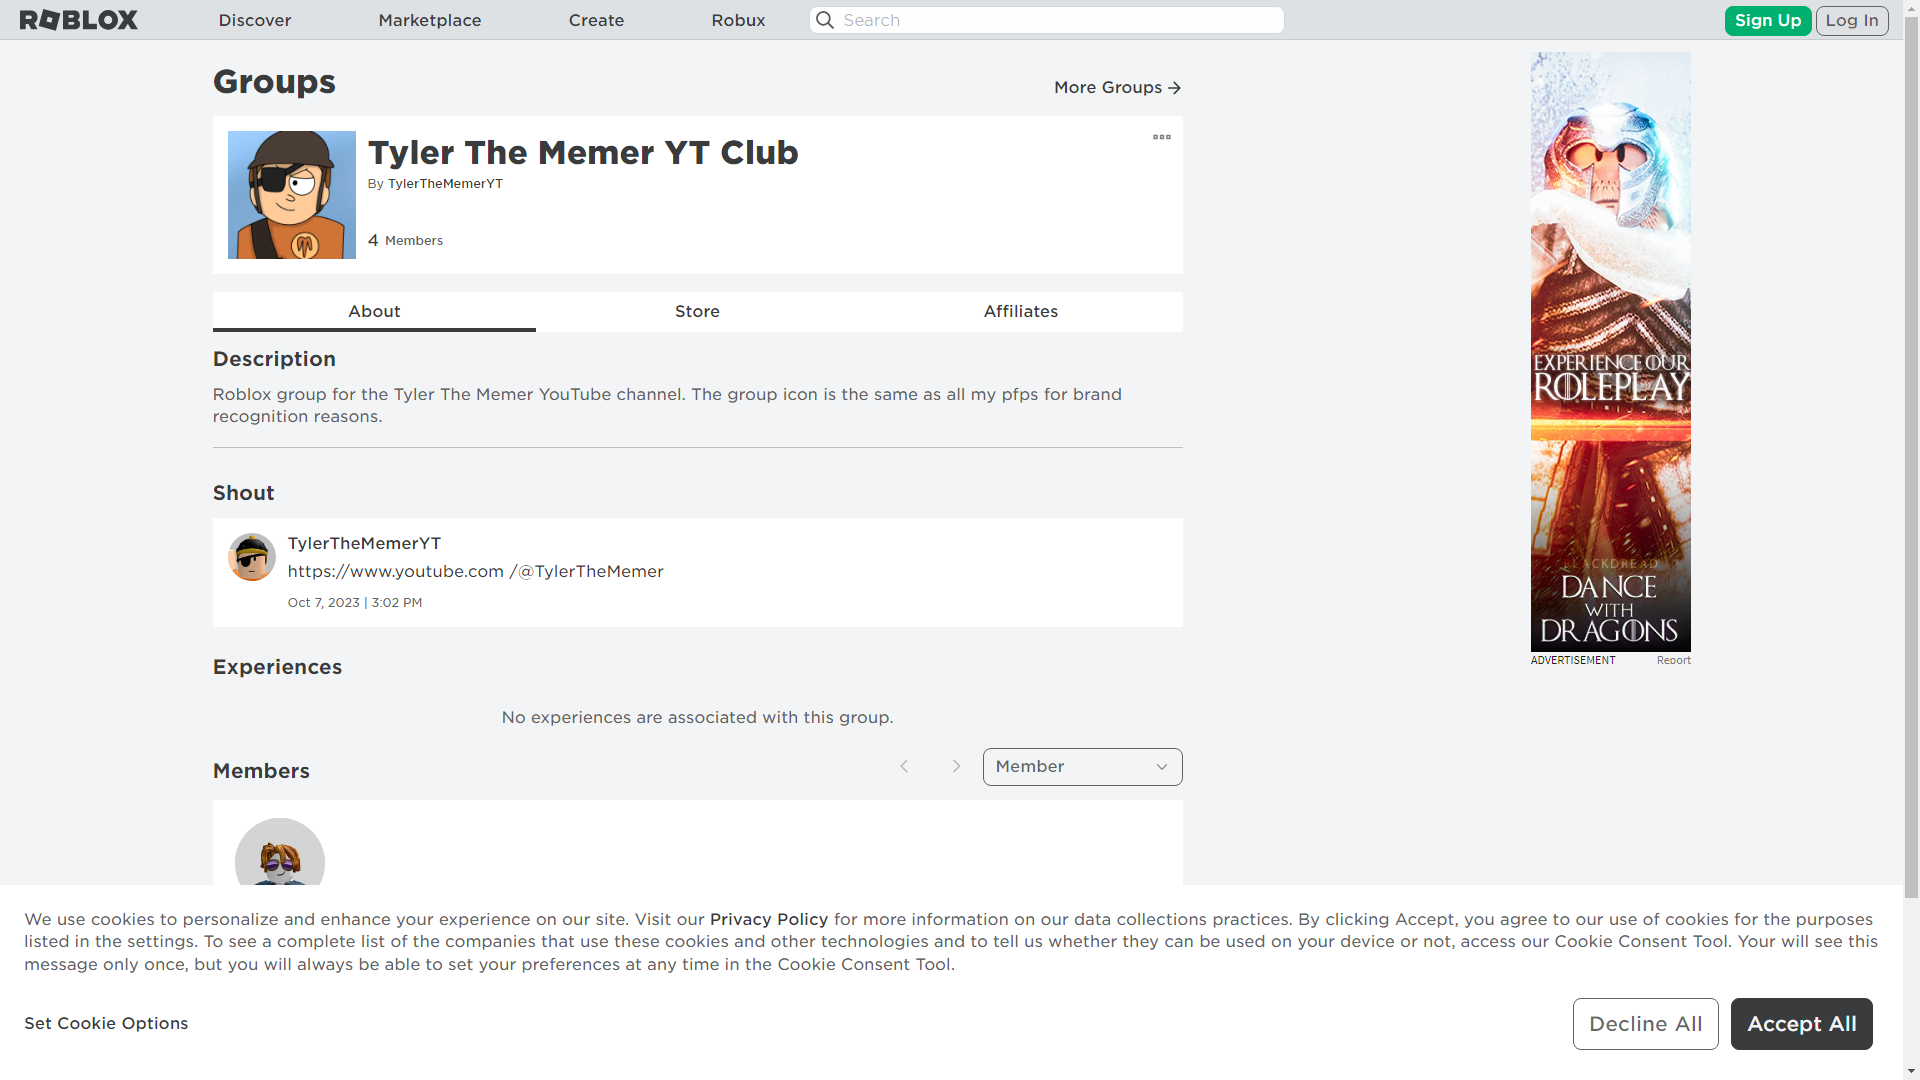 ROBLOX
Discover
Marketplace
Create
Robux
Search
Sign Up
Log In
Groups
More Groups
Tyler The Memer YT Club
By TylerTheMemerYT
4 Members
About
Store
Affiliates
Description
Roblox group for the Tyler The Memer YouTube channel. The group icon is the same as all my pfps for brand
recognition reasons.
Shout
TylerTheMemerYT
https://www.youtube.com /@TylerTheMemer
Oct 7, 2023 | 3:02 PM
Experiences
No experiences are associated with this group.
Members
Member
EXPERIENCE OUR
ROLEPLAY
BLACKDREAD
DANCE
WITH
DRAGONS
ADVERTISEMENT
Report
We use cookies to personalize and enhance your experience on our site. Visit our Privacy Policy for more information on our data collections practices. By clicking Accept, you agree to our use of cookies for the purposes
listed in the settings. To see a complete list of the companies that use these cookies and other technologies and to tell us whether they can be used on your device or not, access our Cookie Consent Tool. Your will see this
message only once, but you will always be able to set your preferences at any time in the Cookie Consent Tool.
Set Cookie Options
Decline All
Accept All